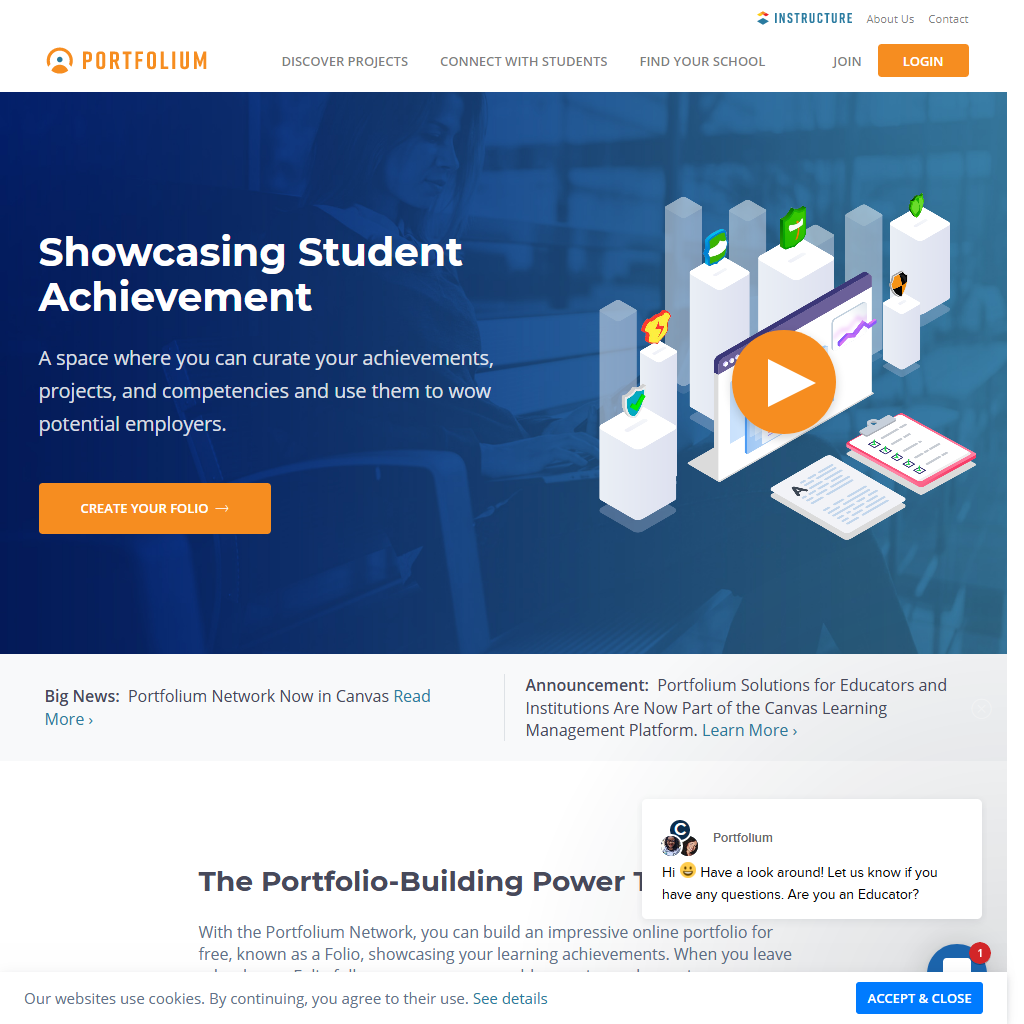 INSTRUCTURE About Us Contact
PORTFOLIUM DISCOVER PROJECTS CONNECT WITH STUDENTS FIND YOUR SCHOOL JOIN LOGIN
Showcasing Student
Achievement
A space where you can curate your achievements,
projects, and competencies and use them to wow
potential employers.
CREATE YOUR FOLIO →
Big News: Portfolium Network Now in Canvas Read
More ›
Announcement: Portfolium Solutions for Educators and
Institutions Are Now Part of the Canvas Learning
Management Platform. Learn More ›
Portfolium
Hi 😀 Have a look around! Let us know if you
have any questions. Are you an Educator?
The Portfolio-Building Power
With the Portfolium Network, you can build an impressive online portfolio for
free, known as a Folio, showcasing your learning achievements. When you leave
1
Our websites use cookies. By continuing, you agree to their use. See details
ACCEPT & CLOSE